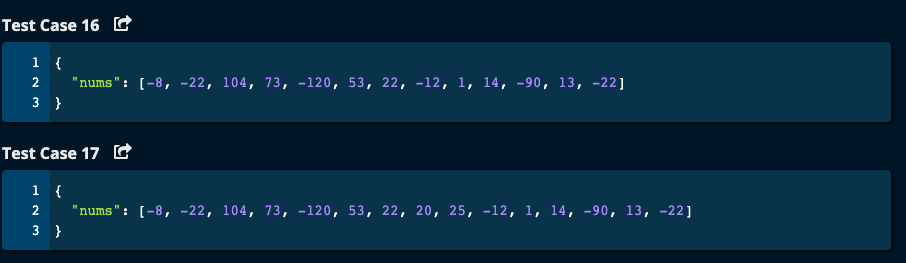 Test Case 16
1 {
2 "nums": [-8, -22, 104, 73, -120, 53, 22, -12, 1, 14, -90, 13, -22]
3 }
Test Case 17
1 {
2 "nums": [-8, -22, 104, 73, -120, 53, 22, 20, 25, -12, 1, 14, -90, 13, -22]
3 }